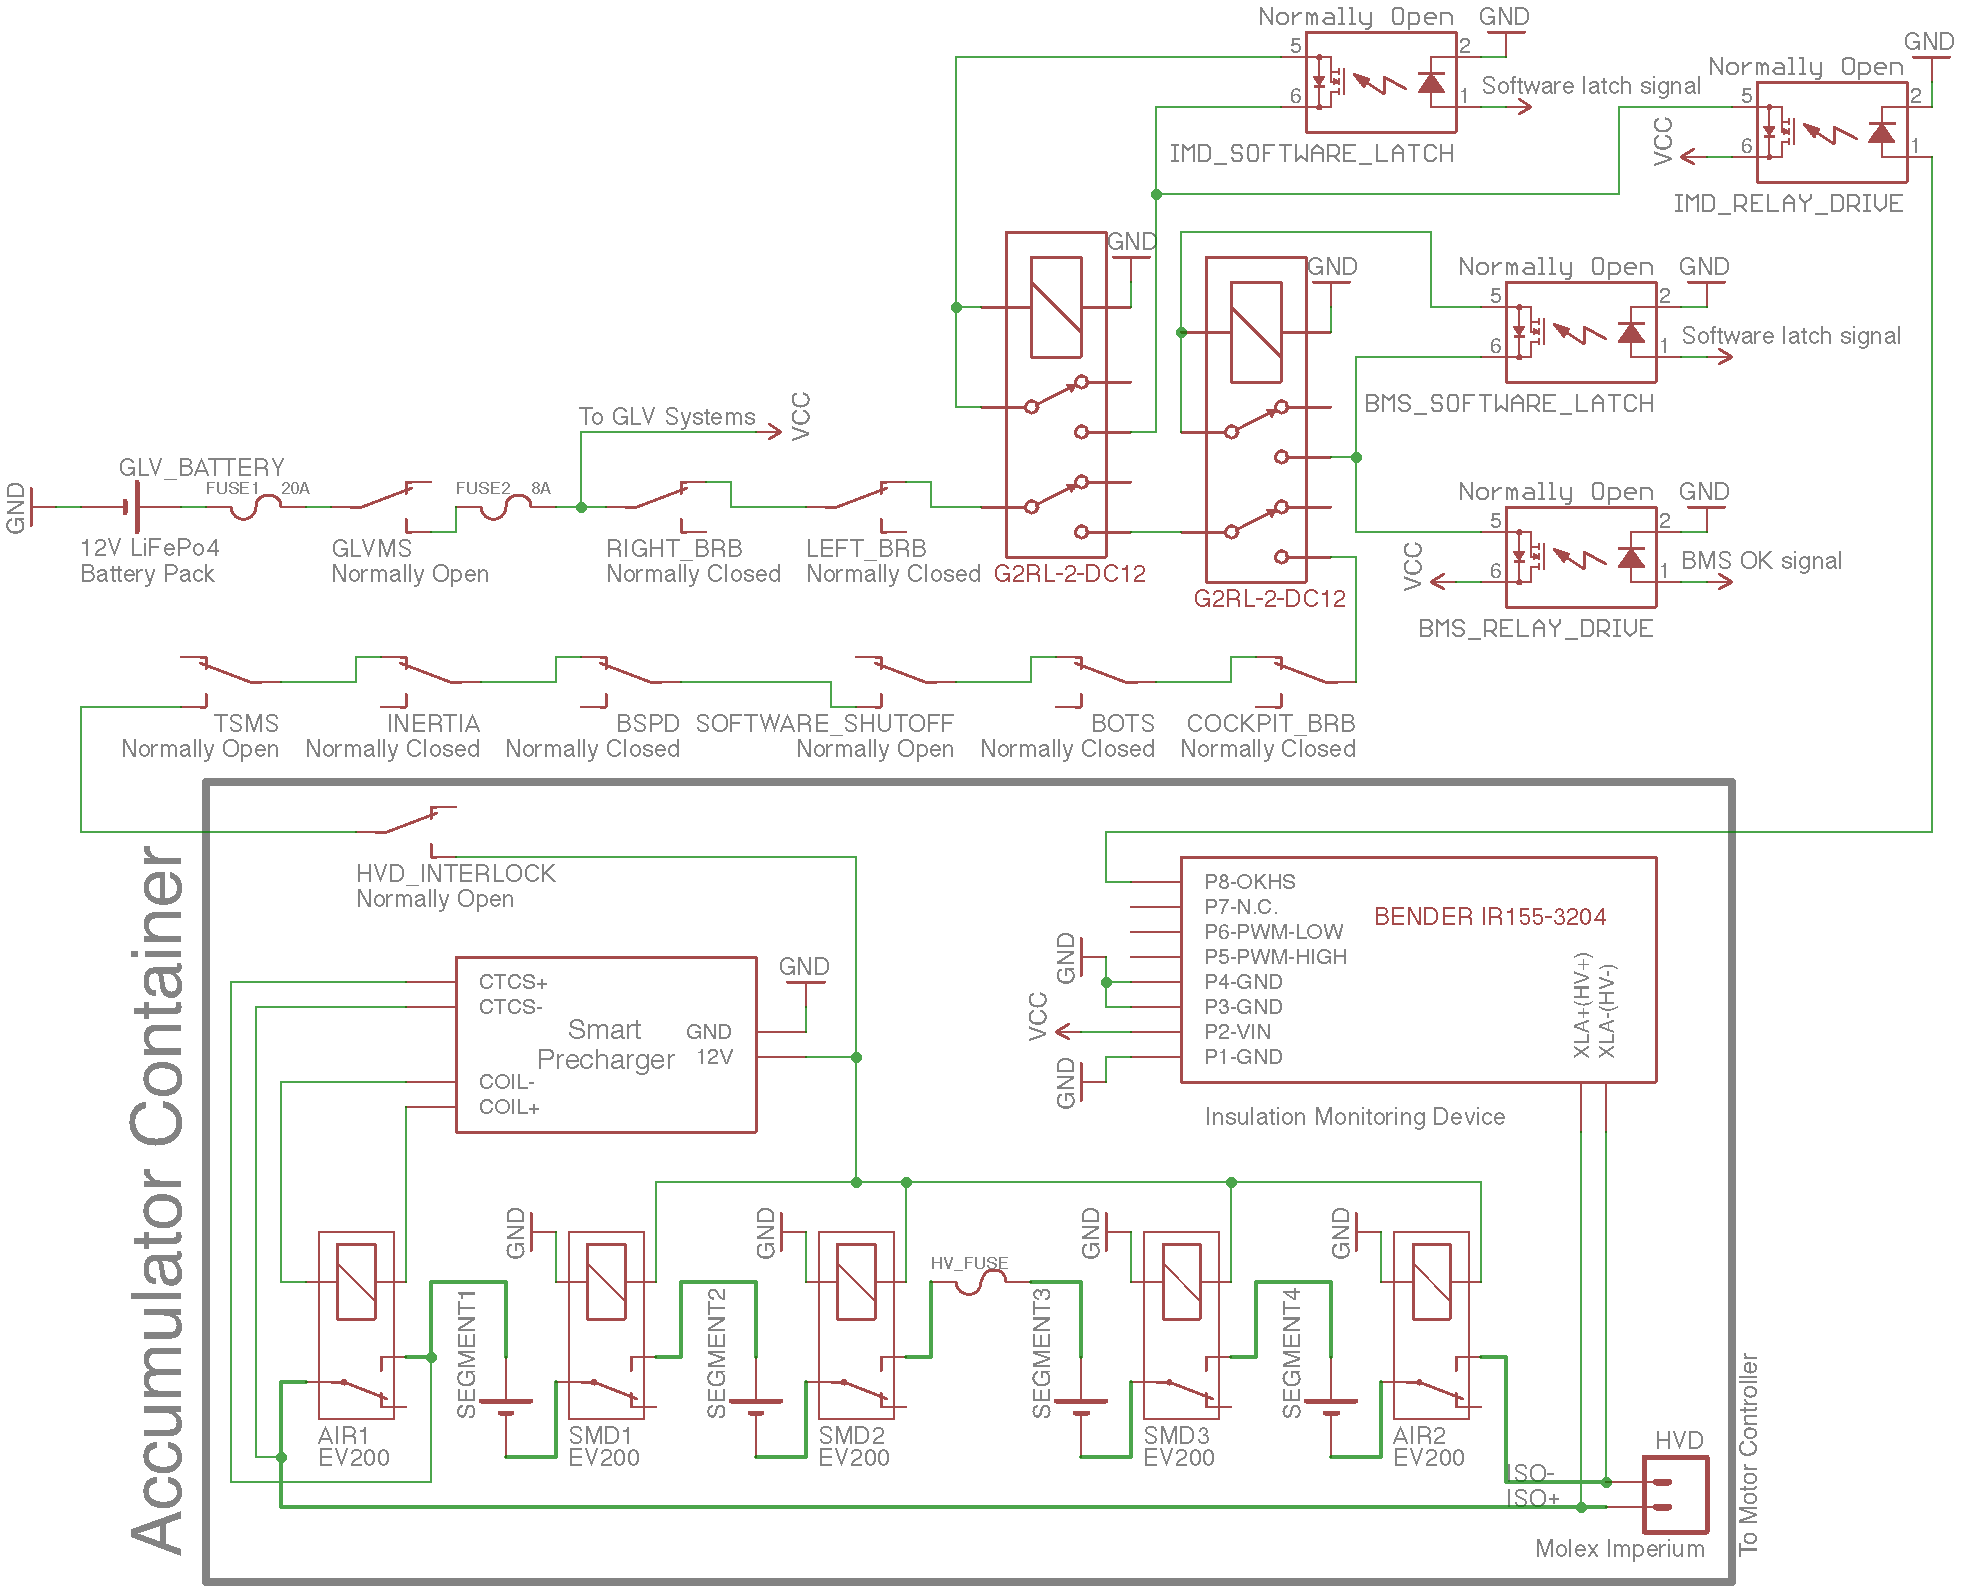 Normally Open
GND
5
2
6
1
Software latch signal
IMD_SOFTWARE_LATCH
GND
Normally Open
5
2
VCC
6
1
IMD_RELAY_DRIVE
GND
GND
Normally Open
GND
5
2
6
1
Software latch signal
BMS_SOFTWARE_LATCH
To GLV Systems
VCC
GND
GLV_BATTERY
12V LiFePo4
Battery Pack
FUSE1
20A
GLVMS
Normally Open
FUSE2
8A
RIGHT_BRB
Normally Closed
LEFT_BRB
Normally Closed
G2RL-2-DC12
G2RL-2-DC12
Normally Open
GND
5
2
VCC
6
1
BMS OK signal
BMS_RELAY_DRIVE
TSMS
Normally Open
INERTIA
Normally Closed
BSPD
Normally Closed
SOFTWARE_SHUTOFF
Normally Open
BOTS
Normally Closed
COCKPIT_BRB
Normally Closed
Accumulator Container
HVD_INTERLOCK
Normally Open
CTCS+
CTCS-
COIL-
COIL+
Smart
Precharger
GND
12V
GND
P8-OKHS
P7-N.C.
P6-PWM-LOW
P5-PWM-HIGH
P4-GND
P3-GND
P2-VIN
P1-GND
BENDER IR155-3204
XLA+(HV+)
XLA-(HV-)
GND
VCC
GND
Insulation Monitoring Device
AIR1
EV200
SEGMENT1
GND
SMD1
EV200
SEGMENT2
GND
SMD2
EV200
HV_FUSE
SEGMENT3
GND
SMD3
EV200
SEGMENT4
GND
AIR2
EV200
ISO-
ISO+
HVD
Molex Imperium
To Motor Controller